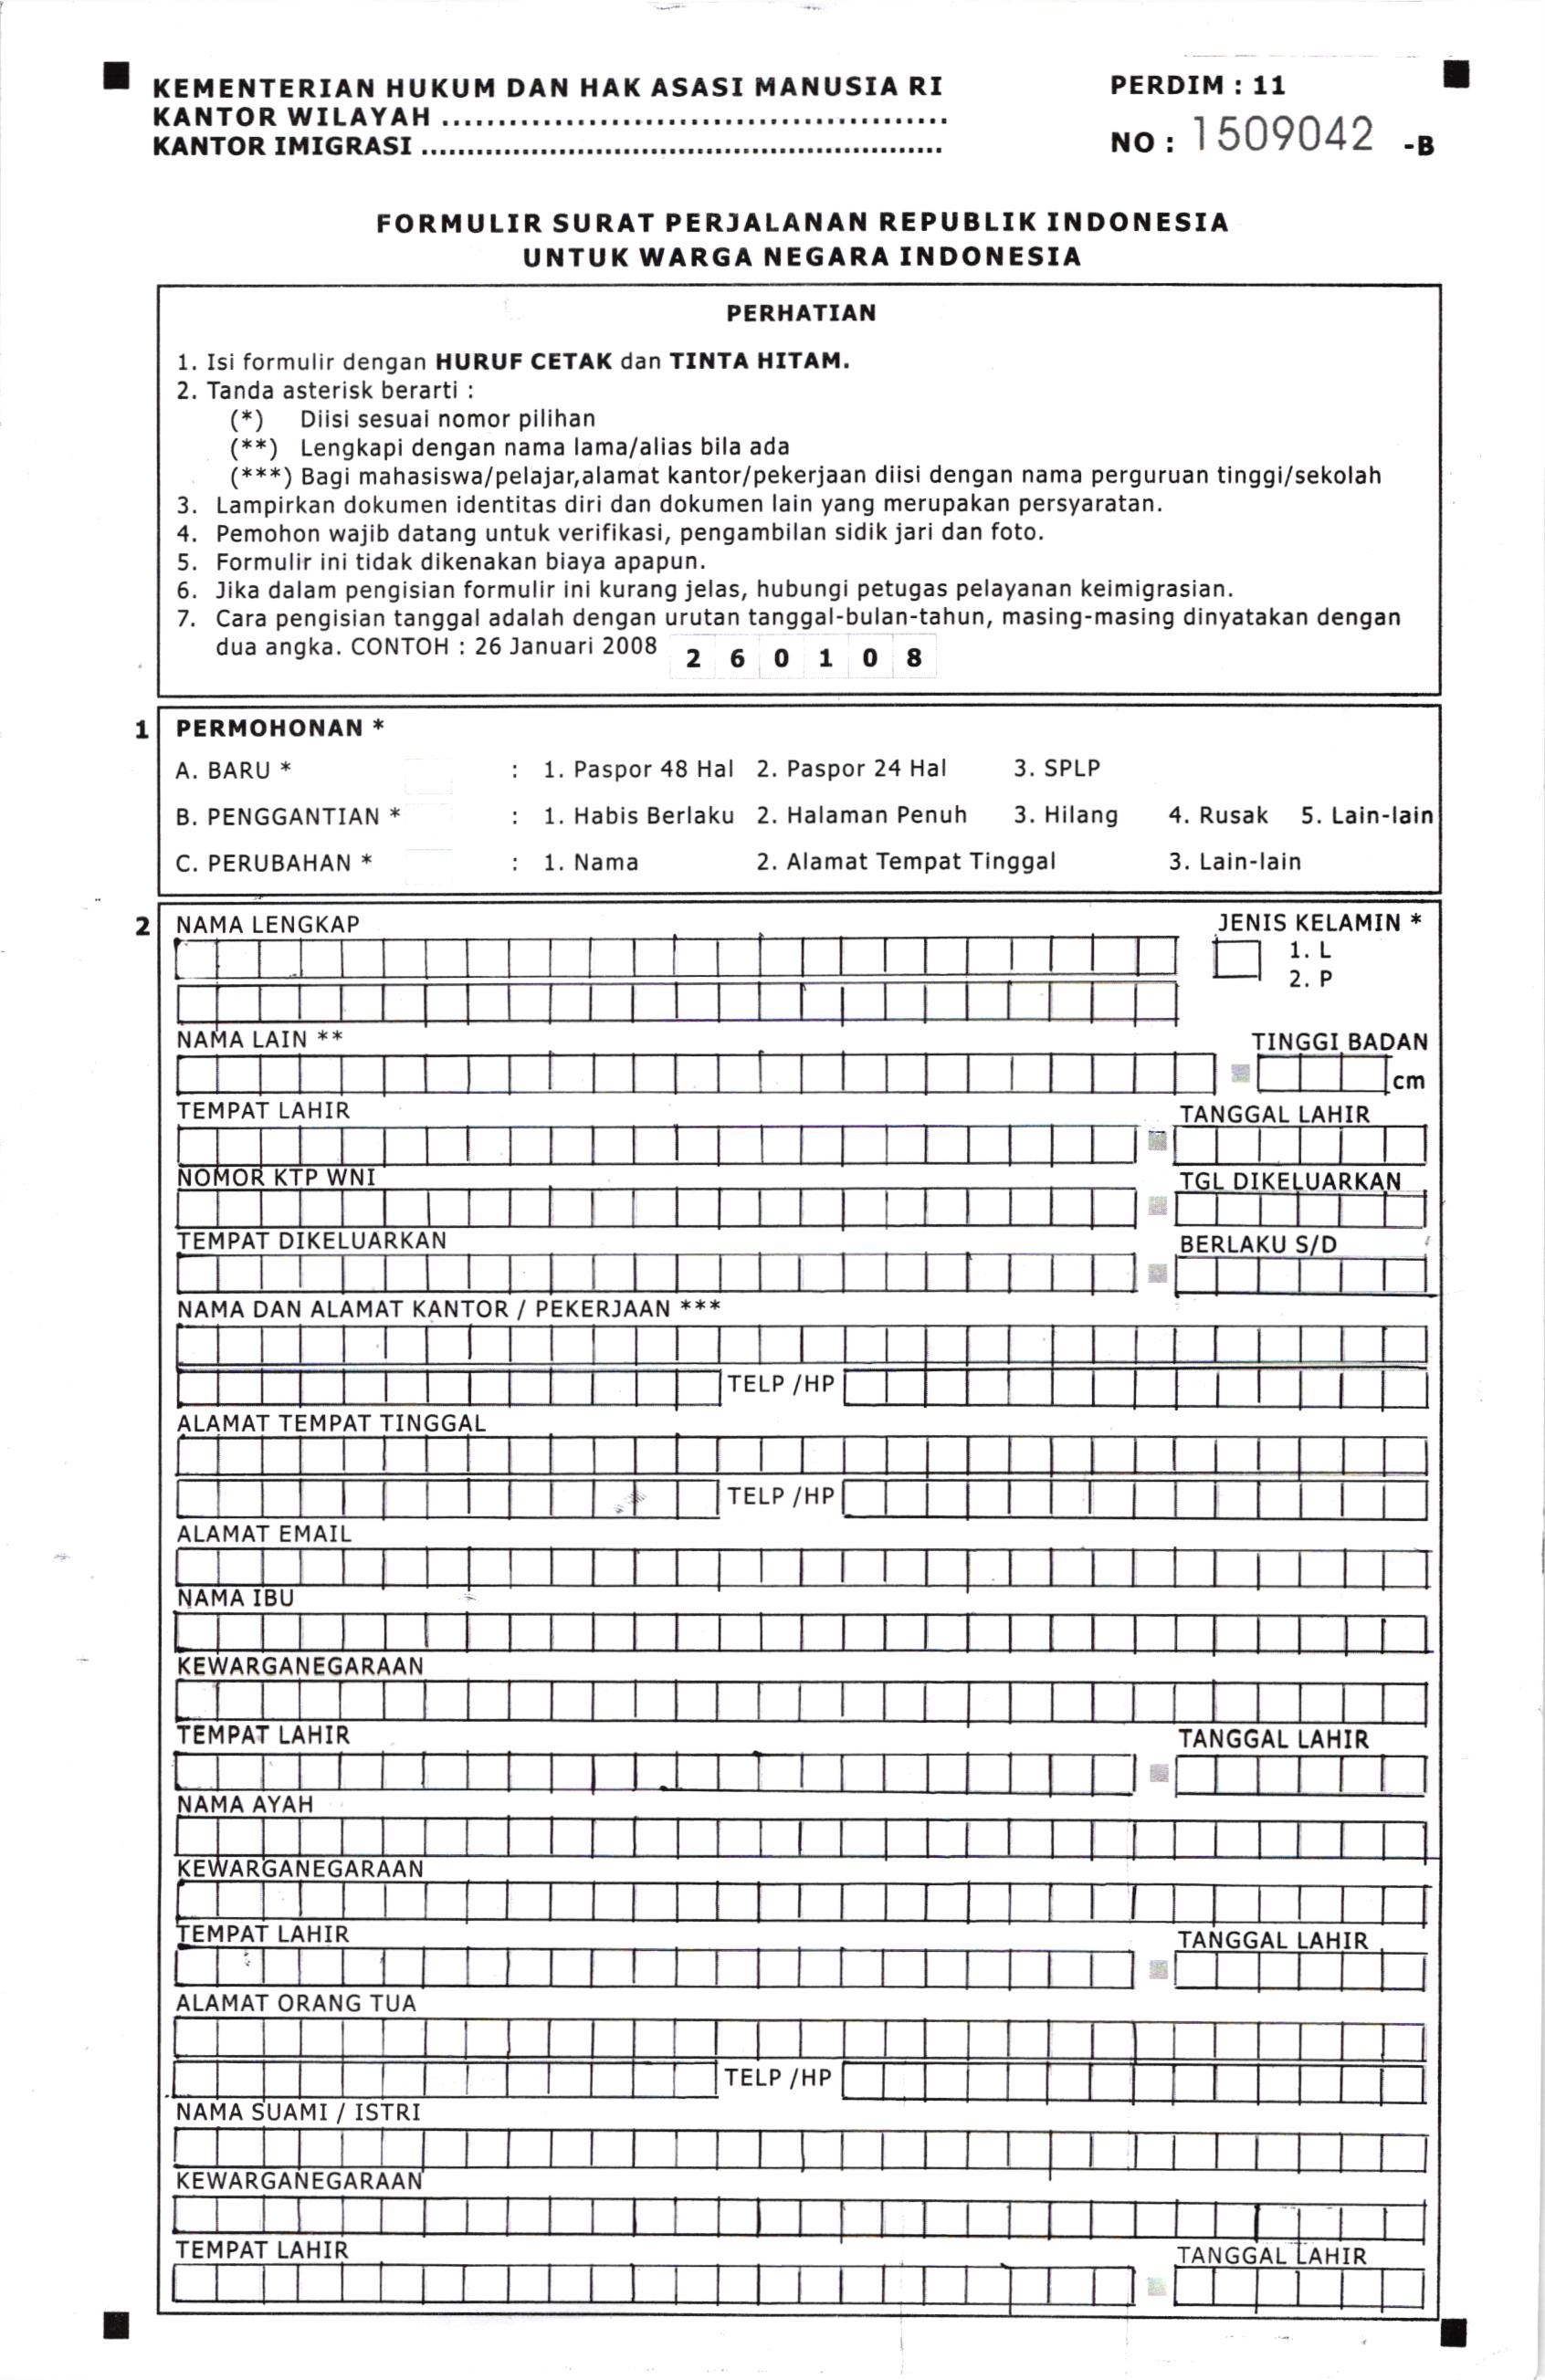 KEMENTERIAN HUKUM DAN HAK ASASI MANUSIA RI
KANTOR WILAYAH ..............................................
KANTOR IMIGRASI .........................................................
PERDIM : 11
NO : 1509042 -B
FORMULIR SURAT PERJALANAN REPUBLIK INDONESIA
UNTUK WARGA NEGARA INDONESIA
PERHATIAN
1. Isi formulir dengan HURUF CETAK dan TINTA HITAM.
2. Tanda asterisk berarti :
(*) Diisi sesuai nomor pilihan
(**) Lengkapi dengan nama lama/alias bila ada
(***) Bagi mahasiswa/pelajar,alamat kantor/pekerjaan diisi dengan nama perguruan tinggi/sekolah
3. Lampirkan dokumen identitas diri dan dokumen lain yang merupakan persyaratan.
4. Pemohon wajib datang untuk verifikasi, pengambilan sidik jari dan foto.
5. Formulir ini tidak dikenakan biaya apapun.
6. Jika dalam pengisian formulir ini kurang jelas, hubungi petugas pelayanan keimigrasian.
7. Cara pengisian tanggal adalah dengan urutan tanggal-bulan-tahun, masing-masing dinyatakan dengan
dua angka. CONTOH : 26 Januari 2008 2 6 0 1 0 8
1 PERMOHONAN *
A. BARU * : 1. Paspor 48 Hal 2. Paspor 24 Hal 3. SPLP
B. PENGGANTIAN * : 1. Habis Berlaku 2. Halaman Penuh 3. Hilang 4. Rusak 5. Lain-lain
C. PERUBAHAN * : 1. Nama 2. Alamat Tempat Tinggal 3. Lain-lain
2 NAMA LENGKAP JENIS KELAMIN *
1. L
2. P
NAMA LAIN ** TINGGI BADAN
cm
TEMPAT LAHIR TANGGAL LAHIR
NOMOR KTP WNI TGL DIKELUARKAN
TEMPAT DIKELUARKAN BERLAKU S/D
NAMA DAN ALAMAT KANTOR / PEKERJAAN ***
TELP /HP
ALAMAT TEMPAT TINGGAL
TELP /HP
ALAMAT EMAIL
NAMA IBU
KEWARGANEGARAAN
TEMPAT LAHIR TANGGAL LAHIR
NAMA AYAH
KEWARGANEGARAAN
TEMPAT LAHIR TANGGAL LAHIR
ALAMAT ORANG TUA
TELP /HP
NAMA SUAMI / ISTRI
KEWARGANEGARAAN
TEMPAT LAHIR TANGGAL LAHIR